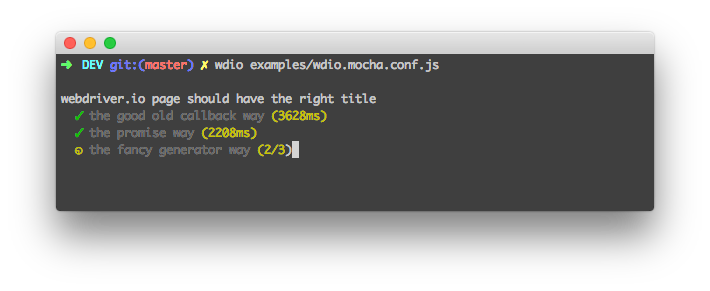 ➜ DEV git:(master) ✗ wdio examples/wdio.mocha.conf.js
webdriver.io page should have the right title
✓ the good old callback way (3628ms)
✓ the promise way (2208ms)
the fancy generator way (2/3)